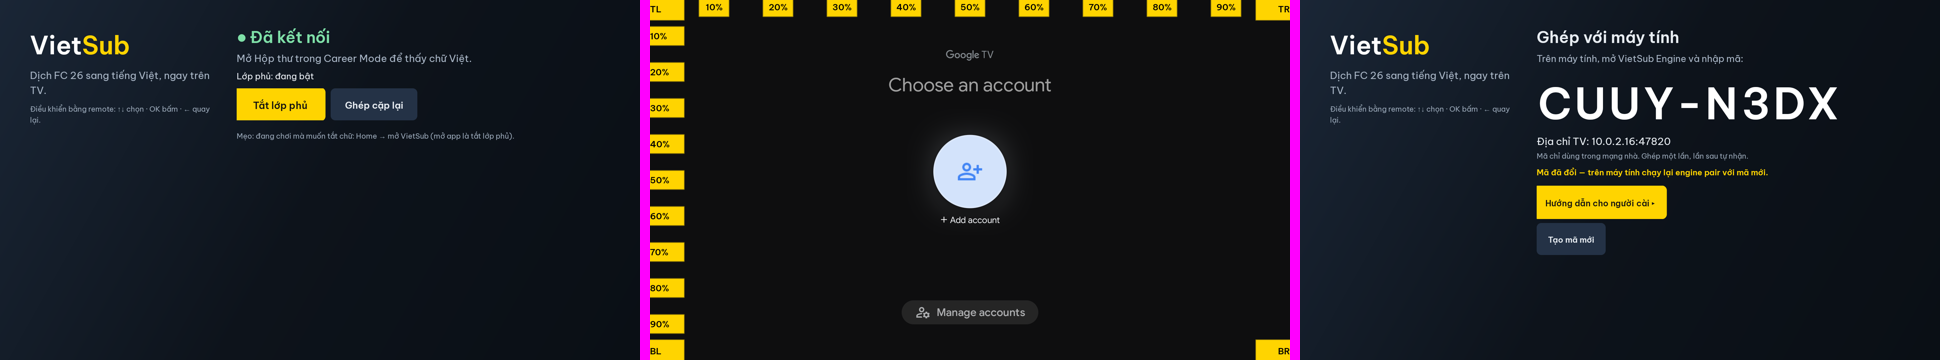 VietSub
Dịch FC 26 sang tiếng Việt, ngay trên
TV.
Điều khiển bằng remote: ↑↓ chọn · OK bấm · ← quay
lại.
● Đã kết nối
Mở Hộp thư trong Career Mode để thấy chữ Việt.
Lớp phủ: đang bật
Tắt lớp phủ
Ghép cặp lại
Mẹo: đang chơi mà muốn tắt chữ: Home → mở VietSub (mở app là tắt lớp phủ).
TL
10%
20%
30%
40%
50%
60%
70%
80%
90%
TR
10%
20%
30%
40%
50%
60%
70%
80%
90%
BL
BR
Google TV
Choose an account
+ Add account
Manage accounts
VietSub
Dịch FC 26 sang tiếng Việt, ngay trên
TV.
Điều khiển bằng remote: ↑↓ chọn · OK bấm · ← quay
lại.
Ghép với máy tính
Trên máy tính, mở VietSub Engine và nhập mã:
CUUY-N3DX
Địa chỉ TV: 10.0.2.16:47820
Mã chỉ dùng trong mạng nhà. Ghép một lần, lần sau tự nhận.
Mã đã đổi — trên máy tính chạy lại engine pair với mã mới.
Hướng dẫn cho người cài ▸
Tạo mã mới